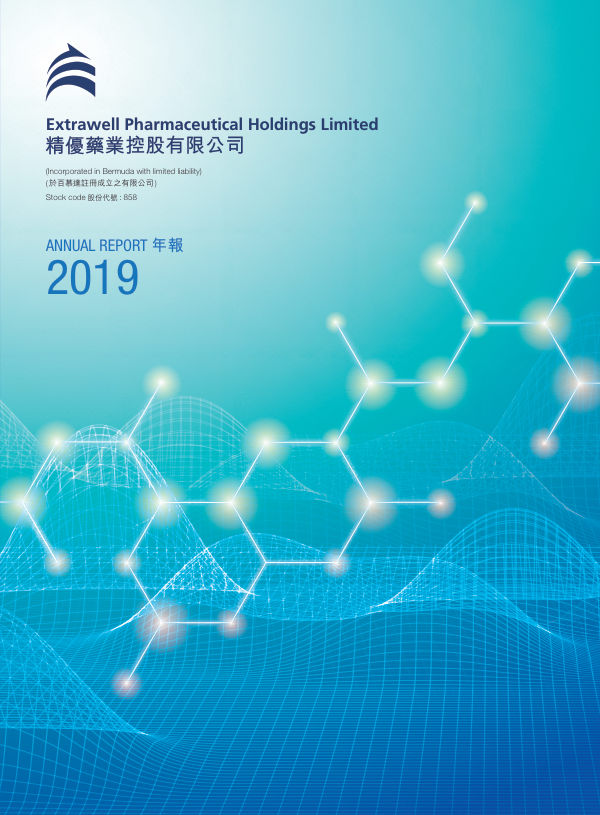 Extrawell Pharmaceutical Holdings Limited
精優藥業控股有限公司
(Incorporated in Bermuda with limited liability)
(於百慕達註冊成立之有限公司)
Stock code 股份代號 : 858
ANNUAL REPORT 年報
2019